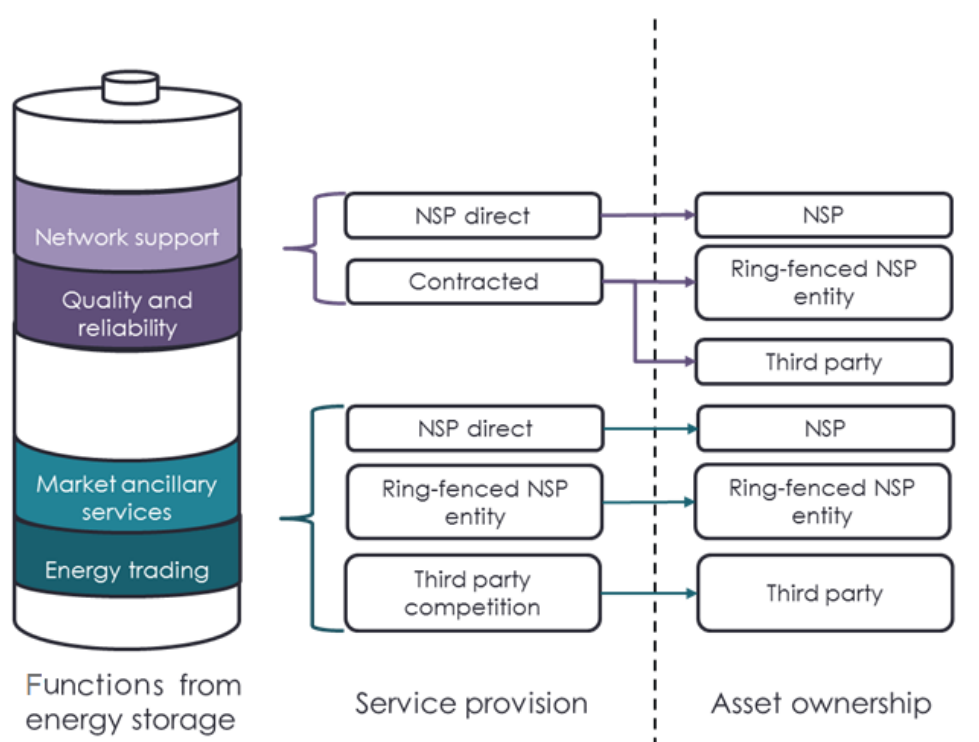 Network support
Quality and
reliability
Market ancillary
services
Energy trading
Functions from
energy storage
NSP direct
Contracted
NSP direct
Ring-fenced NSP
entity
Third party
competition
Service provision
NSP
Ring-fenced NSP
entity
Third party
NSP
Ring-fenced NSP
entity
Third party
Asset ownership